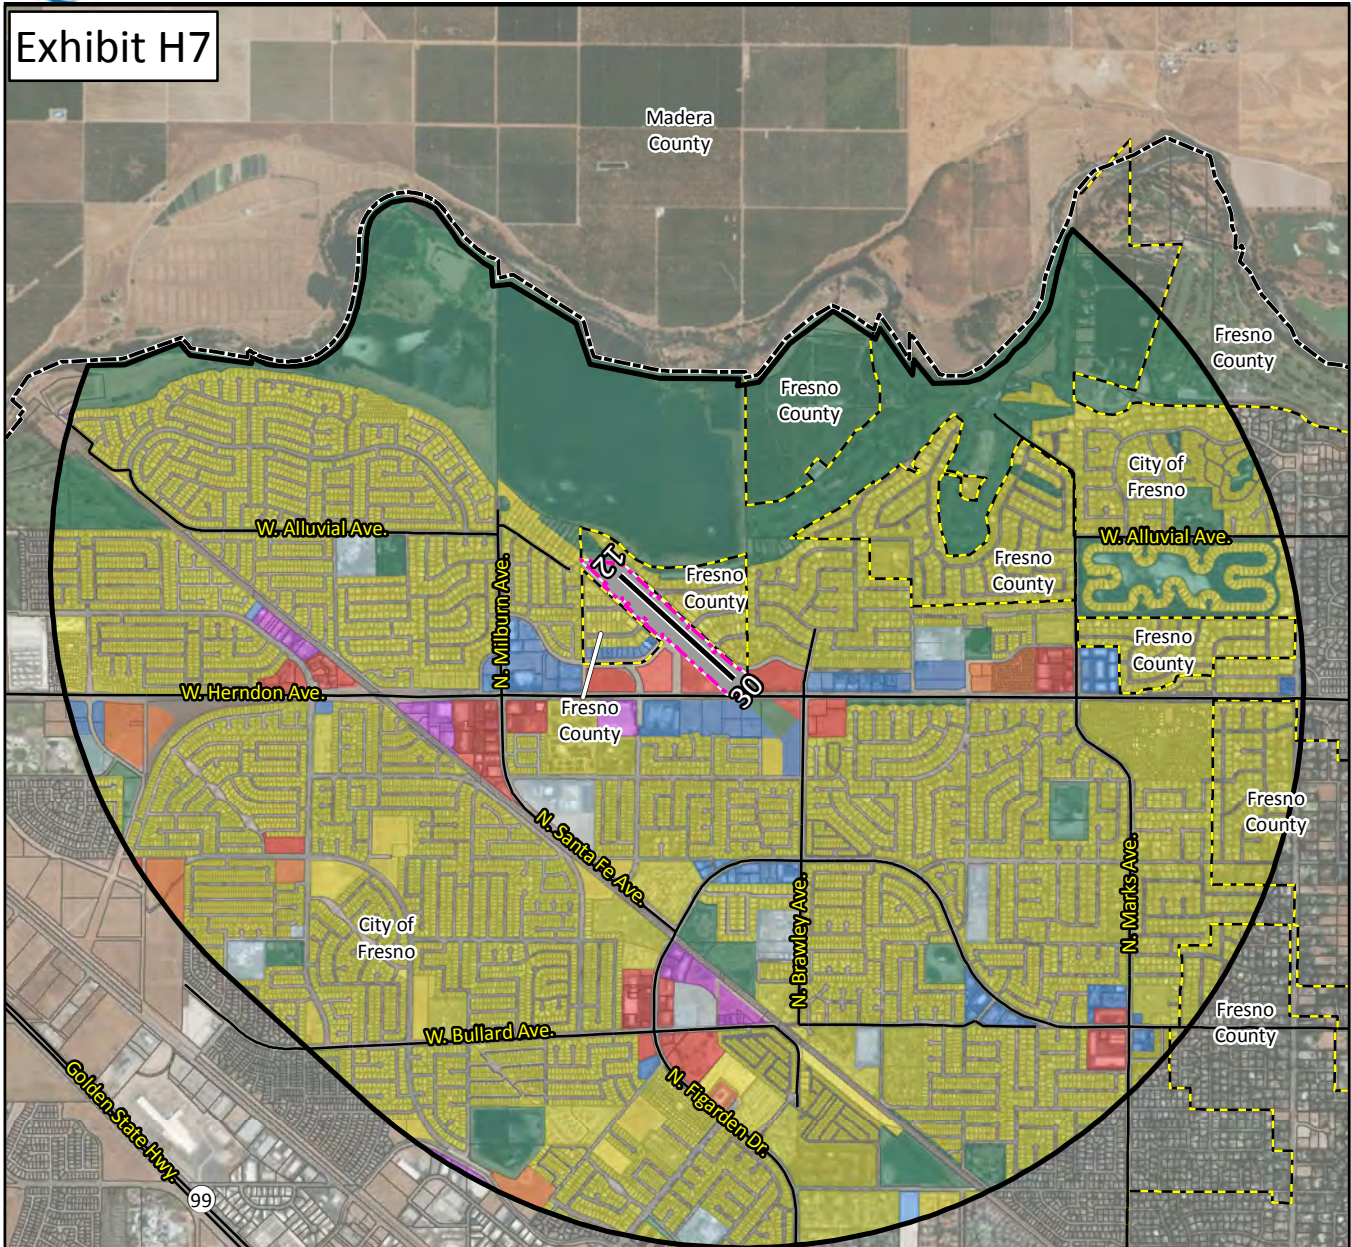 Exhibit H7
Madera
County
Fresno
County
Fresno
County
City of
Fresno
W. Alluvial Ave.
W. Alluvial Ave.
12
Fresno
County
Fresno
County
N. Milburn Ave.
Fresno
County
30
W. Herndon Ave.
Fresno
County
Fresno
County
N. Santa Fe Ave.
N. Brawley Ave.
N. Marks Ave.
City of
Fresno
Fresno
County
W. Bullard Ave.
N. Figarden Dr.
Golden State Hwy.
99